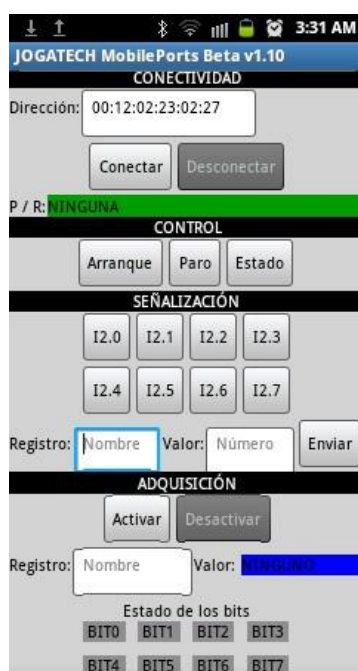 3:31 AM
JOGATECH MobilePorts Beta v1.10
CONECTIVIDAD
Dirección: 00:12:02:23:02:27
Conectar Desconectar
P / R: NINGUNA
CONTROL
Arranque Paro Estado
SEÑALIZACIÓN
I2.0 I2.1 I2.2 I2.3
I2.4 I2.5 I2.6 I2.7
Registro: Nombre Valor: Número Enviar
ADQUISICIÓN
Activar Desactivar
Registro: Nombre Valor: NINGUNO
Estado de los bits
BIT0 BIT1 BIT2 BIT3
BIT4 BIT5 BIT6 BIT7